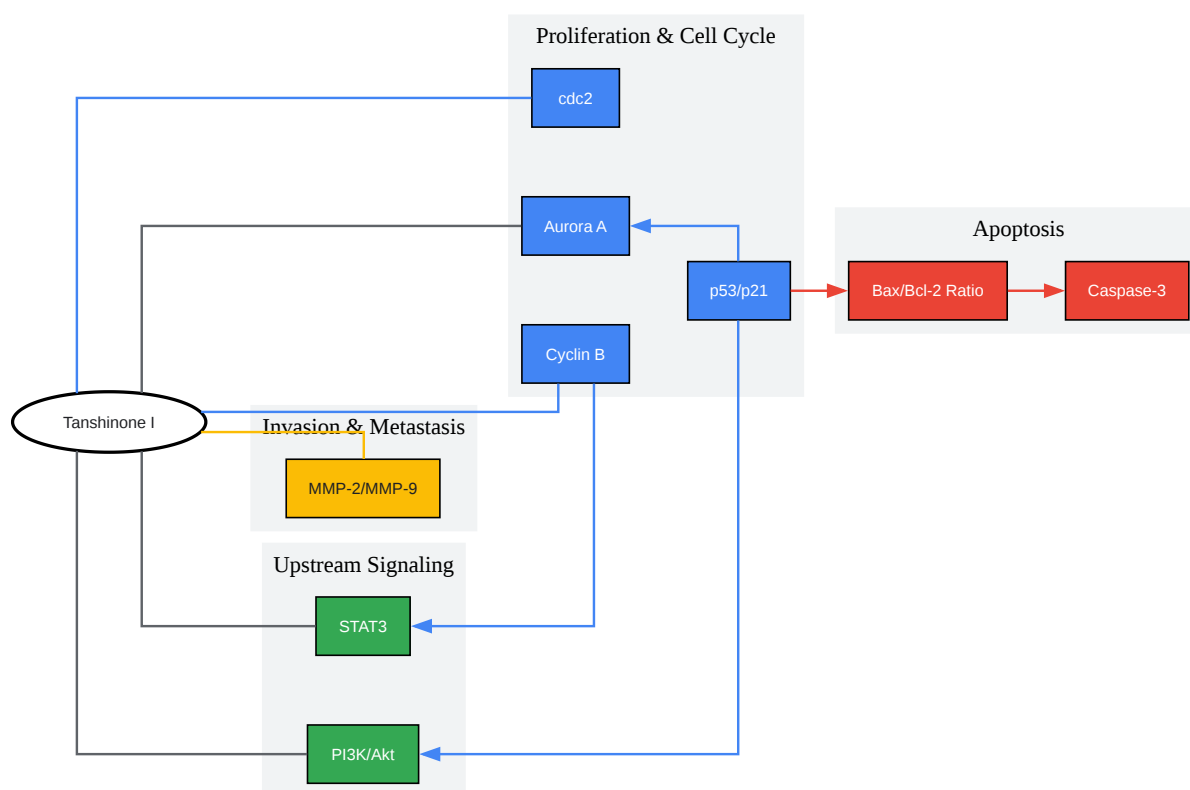 Proliferation & Cell Cycle
cdc2
Aurora A
Apoptosis
p53/p21
Bax/Bcl-2 Ratio
Caspase-3
Cyclin B
Tanshinone I
Invasion & Metastasis
MMP-2/MMP-9
Upstream Signaling
STAT3
PI3K/Akt